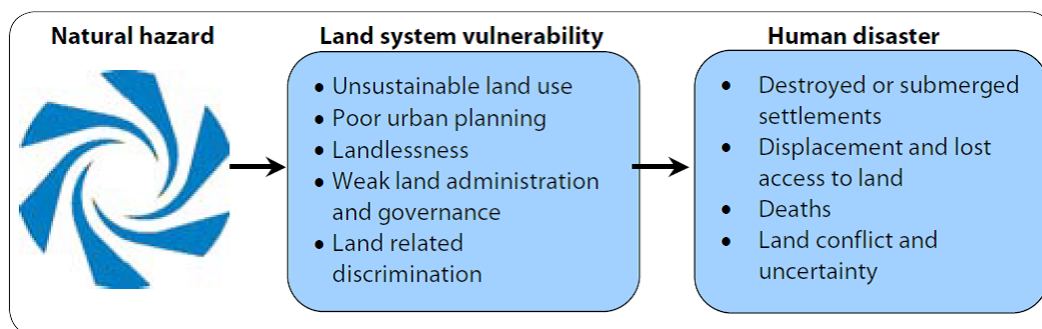 Natural hazard
Land system vulnerability
Human disaster
• Unsustainable land use
• Poor urban planning
• Landlessness
• Weak land administration
and governance
• Land related
discrimination
• Destroyed or submerged
settlements
• Displacement and lost
access to land
• Deaths
• Land conflict and
uncertainty